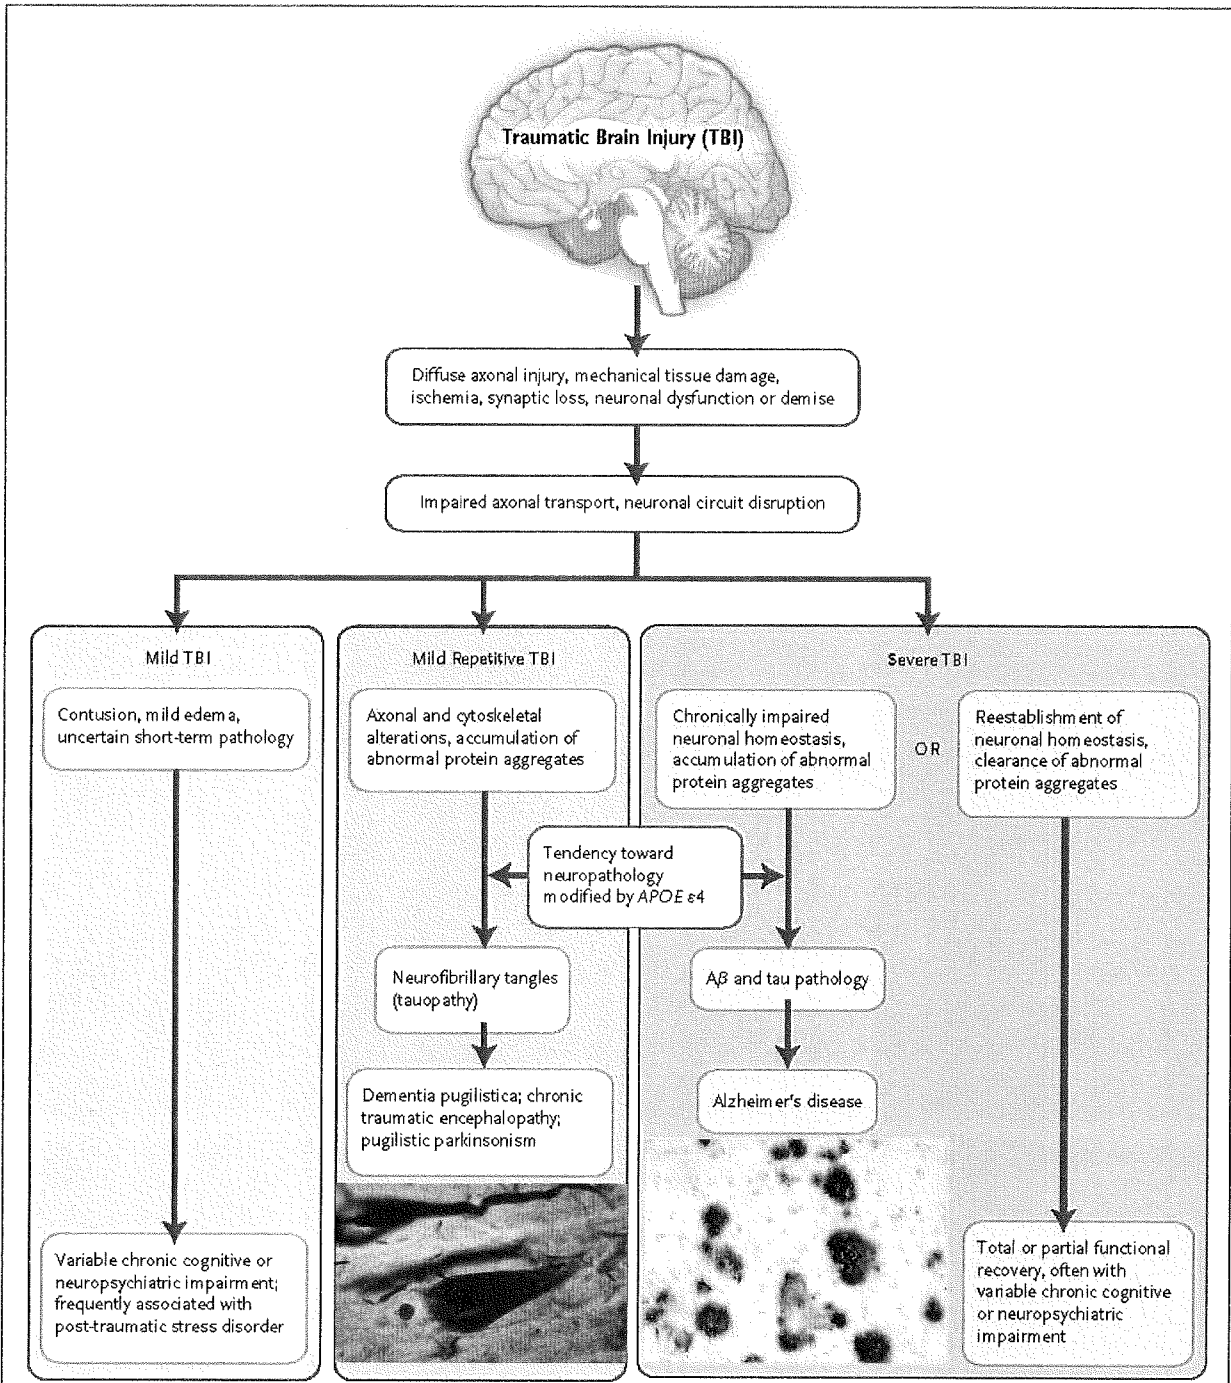 Traumatic Brain Injury (TBI)
Diffuse axonal injury, mechanical tissue damage,
ischemia, synaptic loss, neuronal dysfunction or demise
Impaired axonal transport, neuronal circuit disruption
Mild TBI
Contusion, mild edema,
uncertain short-term pathology
Variable chronic cognitive or
neuropsychiatric impairment;
frequently associated with
post-traumatic stress disorder
Mild Repetitive TBI
Axonal and cytoskeletal
alterations, accumulation of
abnormal protein aggregates
Tendency toward
neuropathology
modified by APOE ε4
Neurofibrillary tangles
(tauopathy)
Dementia pugilistica; chronic
traumatic encephalopathy;
pugilistic parkinsonism
Severe TBI
Chronically impaired
neuronal homeostasis,
accumulation of abnormal
protein aggregates
OR
Reestablishment of
neuronal homeostasis,
clearance of abnormal
protein aggregates
Aβ and tau pathology
Alzheimer's disease
Total or partial functional
recovery, often with
variable chronic cognitive
or neuropsychiatric
impairment